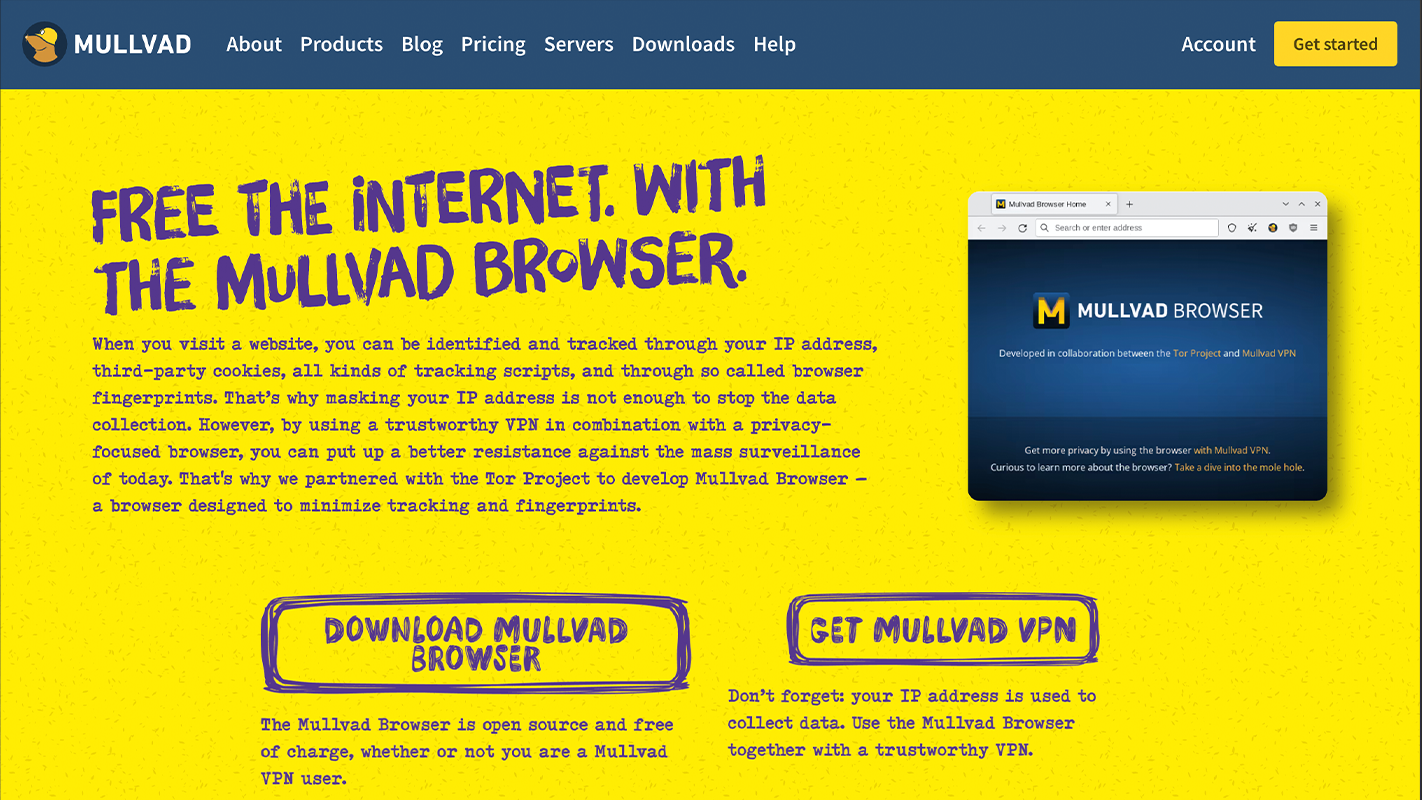 MULLVAD
About Products Blog Pricing Servers Downloads Help
Account
Get started
FREE THE iNTERNET. WITH
THE MuLLVAD BRoWSER.
When you visit a website, you can be identified and tracked through your IP address,
third-party cookies, all kinds of tracking scripts, and through so called browser
fingerprints. That’s why masking your IP address is not enough to stop the data
collection. However, by using a trustworthy VPN in combination with a privacy-
focused browser, you can put up a better resistance against the mass surveillance
of today. That's why we partnered with the Tor Project to develop Mullvad Browser –
a browser designed to minimize tracking and fingerprints.
Mullvad Browser Home
Search or enter address
M MULLVAD BROWSER
Developed in collaboration between the Tor Project and Mullvad VPN
Get more privacy by using the browser with Mullvad VPN.
Curious to learn more about the browser? Take a dive into the mole hole.
DOWNLOAD MULLVAD
BROWSER
The Mullvad Browser is open source and free
of charge, whether or not you are a Mullvad
VPN user.
GET MULLVAD VPN
Don’t forget: your IP address is used to
collect data. Use the Mullvad Browser
together with a trustworthy VPN.